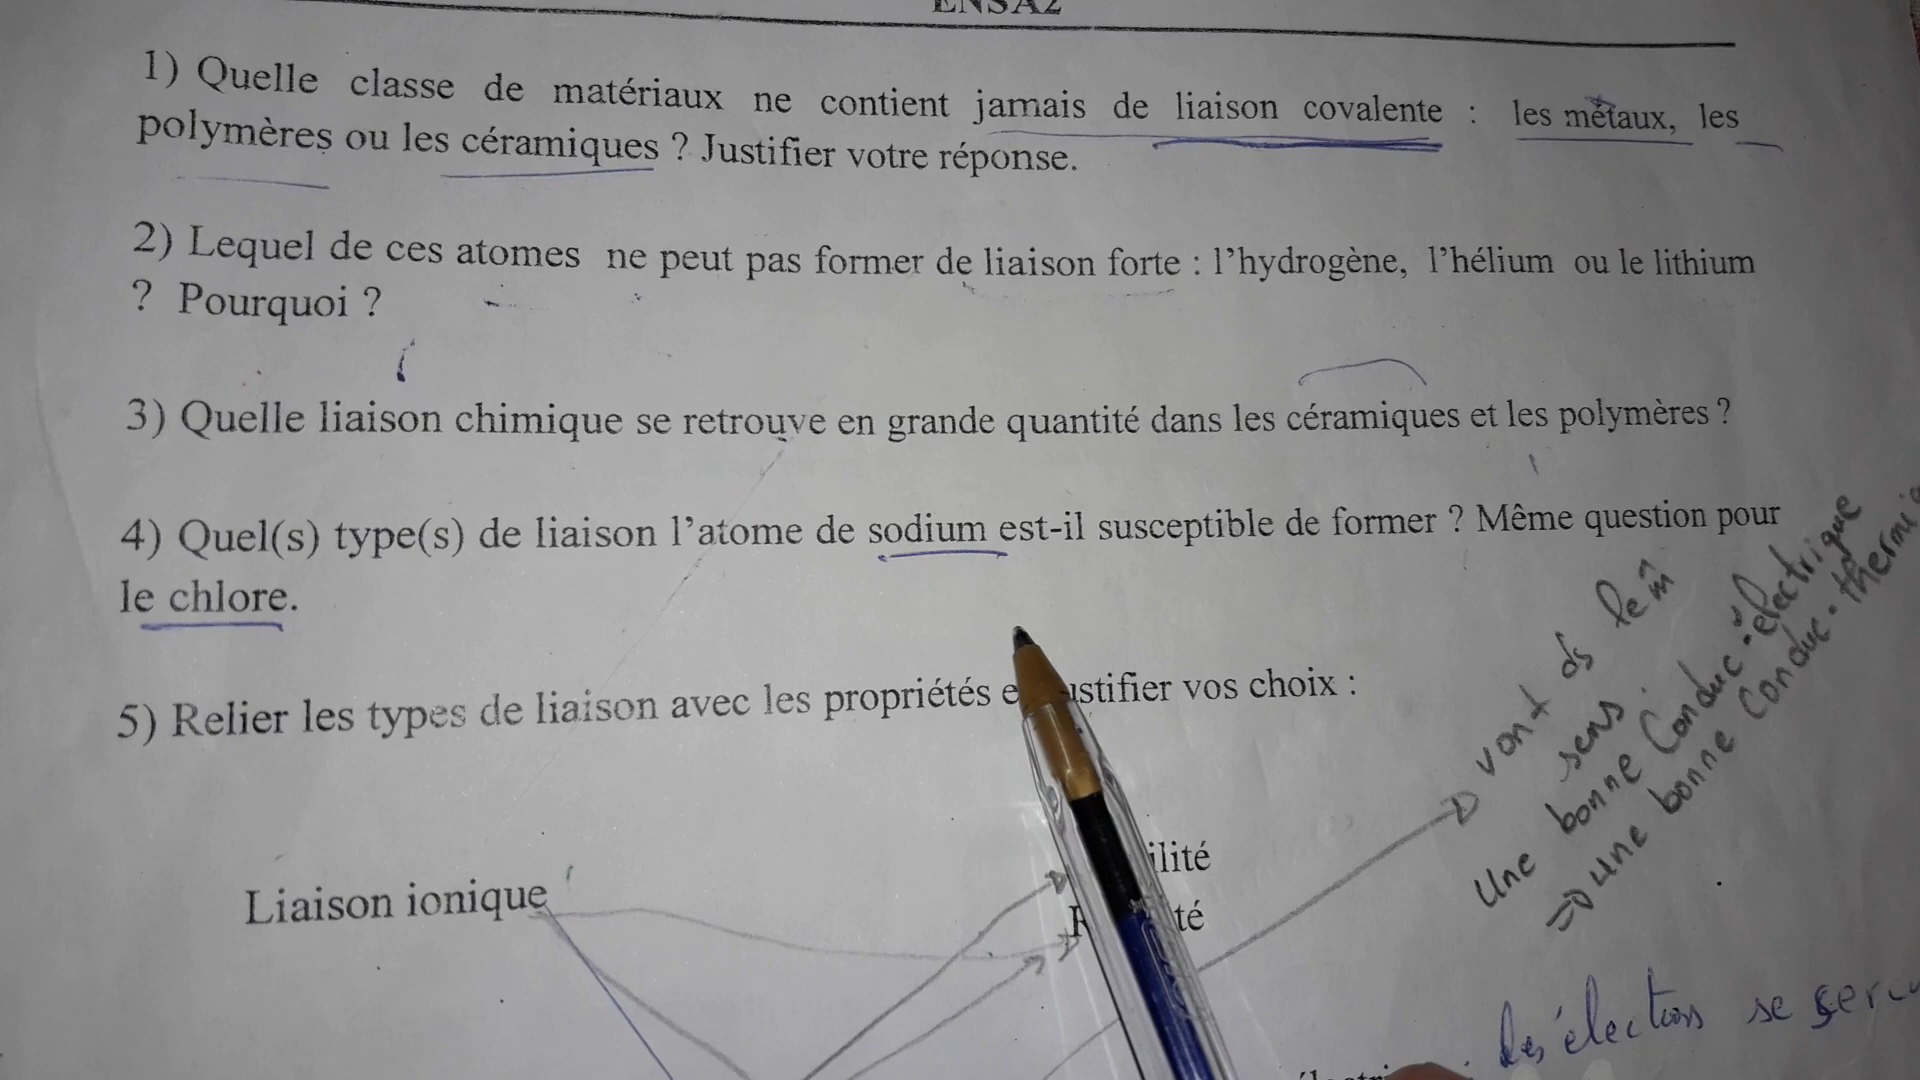 ENSA2
1) Quelle classe de matériaux ne contient jamais de liaison covalente : les métaux, les
polymères ou les céramiques ? Justifier votre réponse.
2) Lequel de ces atomes ne peut pas former de liaison forte : l'hydrogène, l'hélium ou le lithium
? Pourquoi ?
3) Quelle liaison chimique se retrouve en grande quantité dans les céramiques et les polymères ?
4) Quel(s) type(s) de liaison l'atome de sodium est-il susceptible de former ? Même question pour
le chlore.
5) Relier les types de liaison avec les propriétés e ustifier vos choix :
vont ds le m̂
sens.
une bonne Conduc. électrique
=> une bonne Conduc. thermi
ilité
Liaison ionique
té
les électrons se